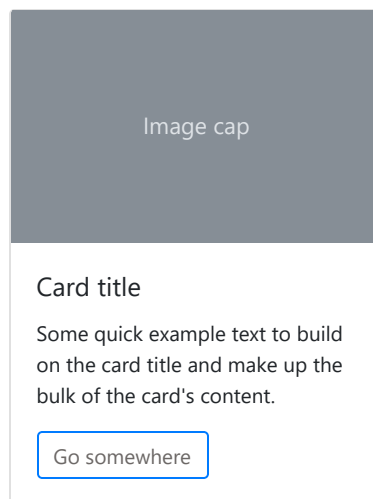 Image cap
Card title
Some quick example text to build
on the card title and make up the
bulk of the card's content.
Go somewhere